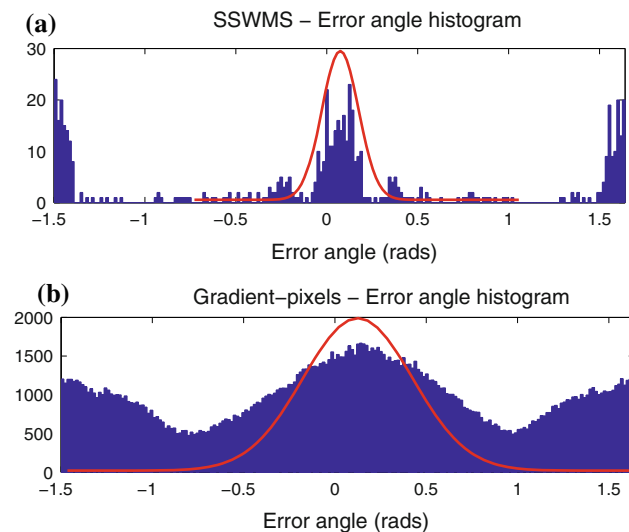 (a)
SSWMS – Error angle histogram
30
20
10
0
−1.5 −1 −0.5 0 0.5 1 1.5
Error angle (rads)
(b)
Gradient–pixels – Error angle histogram
2000
1500
1000
500
0
−1.5 −1 −0.5 0 0.5 1 1.5
Error angle (rads)